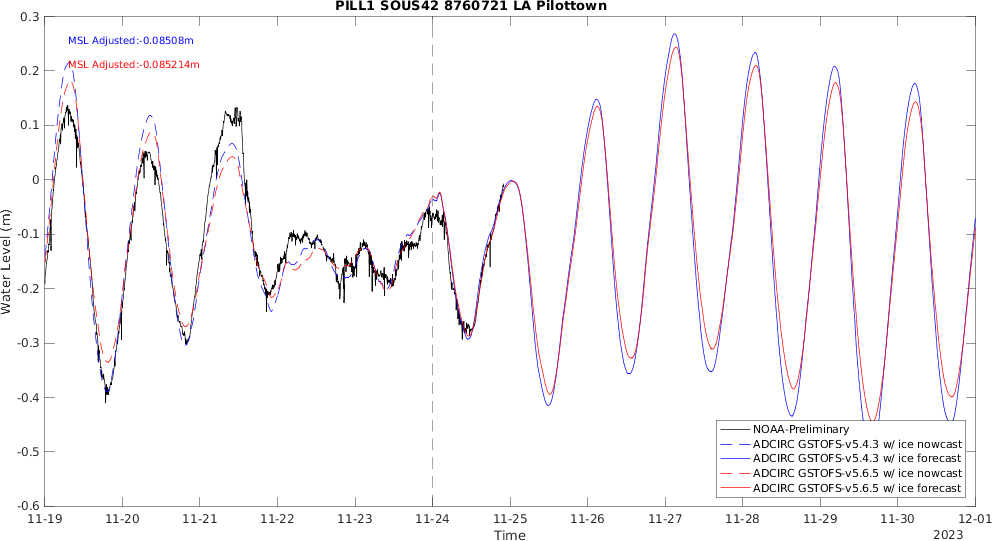 PILL1 SOUS42 8760721 LA Pilottown
MSL Adjusted:-0.08508m
MSL Adjusted:-0.085214m
Water Level (m)
0.3
0.2
0.1
0
-0.1
-0.2
-0.3
-0.4
-0.5
-0.6
NOAA-Preliminary
ADCIRC GSTOFS-v5.4.3 w/ ice nowcast
ADCIRC GSTOFS-v5.4.3 w/ ice forecast
ADCIRC GSTOFS-v5.6.5 w/ ice nowcast
ADCIRC GSTOFS-v5.6.5 w/ ice forecast
11-19 11-20 11-21 11-22 11-23 11-24 11-25 11-26 11-27 11-28 11-29 11-30 12-01
Time
2023